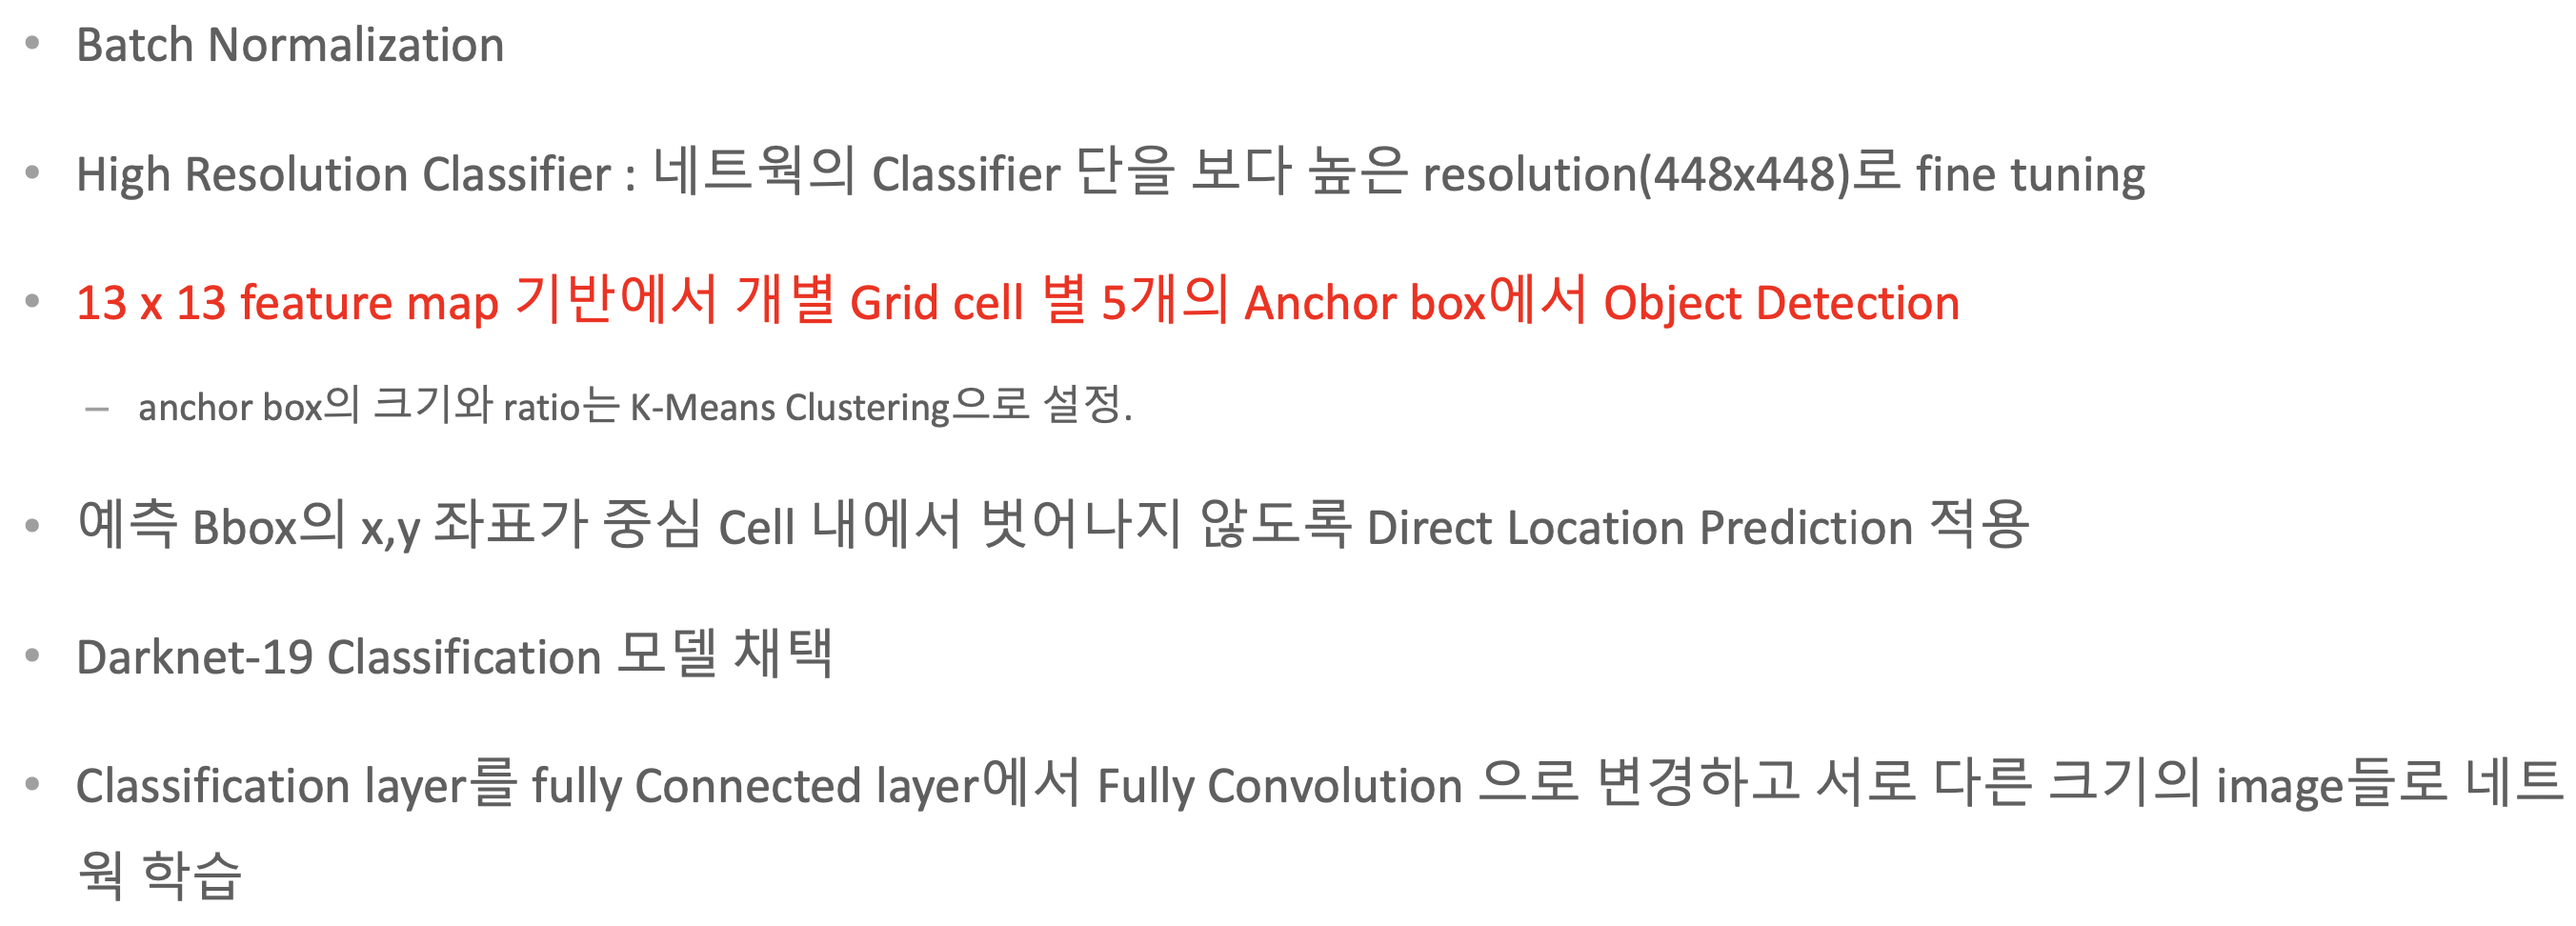 • Batch Normalization
• High Resolution Classifier : 네트웍의 Classifier 단을 보다 높은 resolution(448x448)로 fine tuning
• 13 x 13 feature map 기반에서 개별 Grid cell 별 5개의 Anchor box에서 Object Detection
– anchor box의 크기와 ratio는 K-Means Clustering으로 설정.
• 예측 Bbox의 x,y 좌표가 중심 Cell 내에서 벗어나지 않도록 Direct Location Prediction 적용
• Darknet-19 Classification 모델 채택
• Classification layer를 fully Connected layer에서 Fully Convolution 으로 변경하고 서로 다른 크기의 image들로 네트
웍 학습